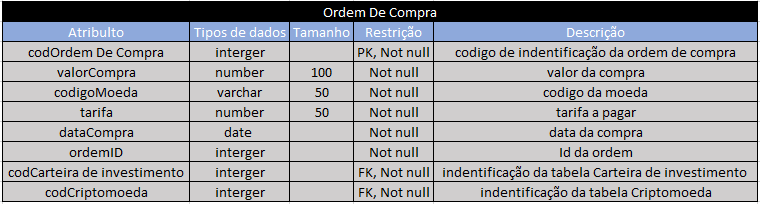 Ordem De Compra
Atribulto Tipos de dados Tamanho Restrição Descrição
codOrdem De Compra interger PK, Not null codigo de indentificação da ordem de compra
valorCompra number 100 Not null valor da compra
codigoMoeda varchar 50 Not null codigo da moeda
tarifa number 50 Not null tarifa a pagar
dataCompra date Not null data da compra
ordemID interger Not null Id da ordem
codCarteira de investimento interger FK, Not null indentificação da tabela Carteira de investimento
codCriptomoeda interger FK, Not null indentificação da tabela Criptomoeda